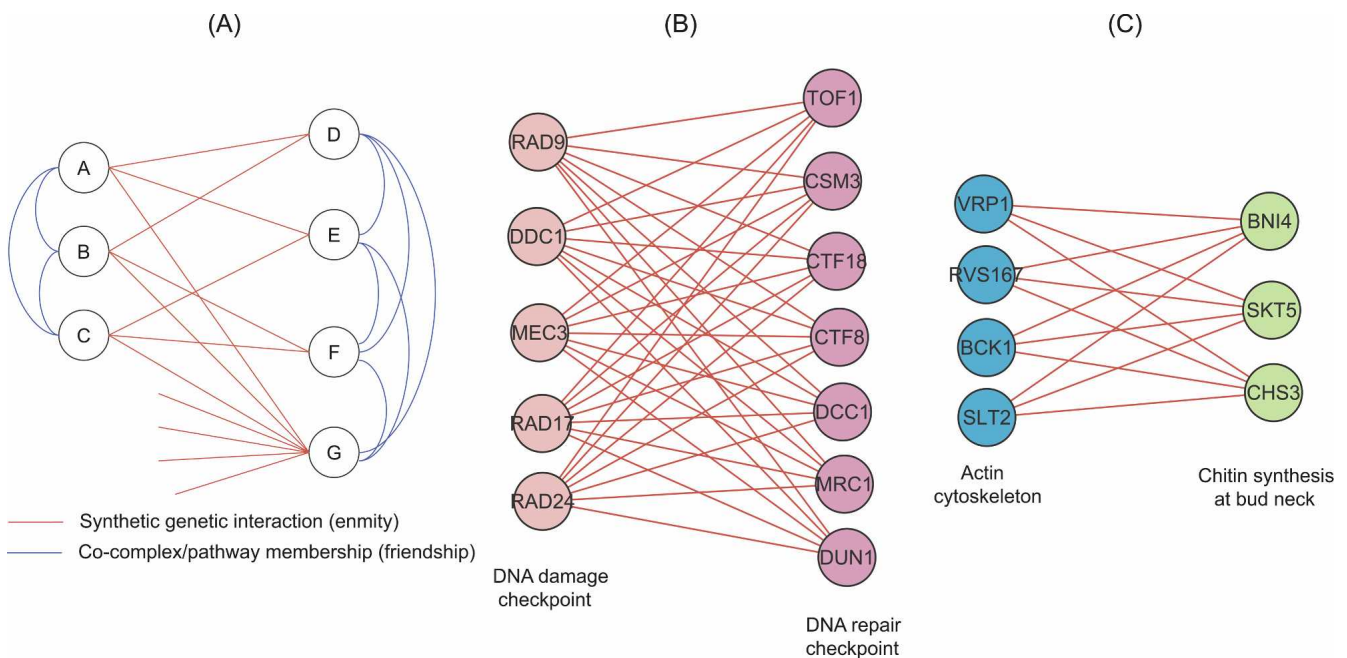 (A)
A
B
C
D
E
F
G
Synthetic genetic interaction (enmity)
Co-complex/pathway membership (friendship)
(B)
RAD9
DDC1
MEC3
RAD17
RAD24
DNA damage
checkpoint
TOF1
CSM3
CTF18
CTF8
DCC1
MRC1
DUN1
DNA repair
checkpoint
(C)
VRP1
RVS167
BCK1
SLT2
Actin
cytoskeleton
BNI4
SKT5
CHS3
Chitin synthesis
at bud neck